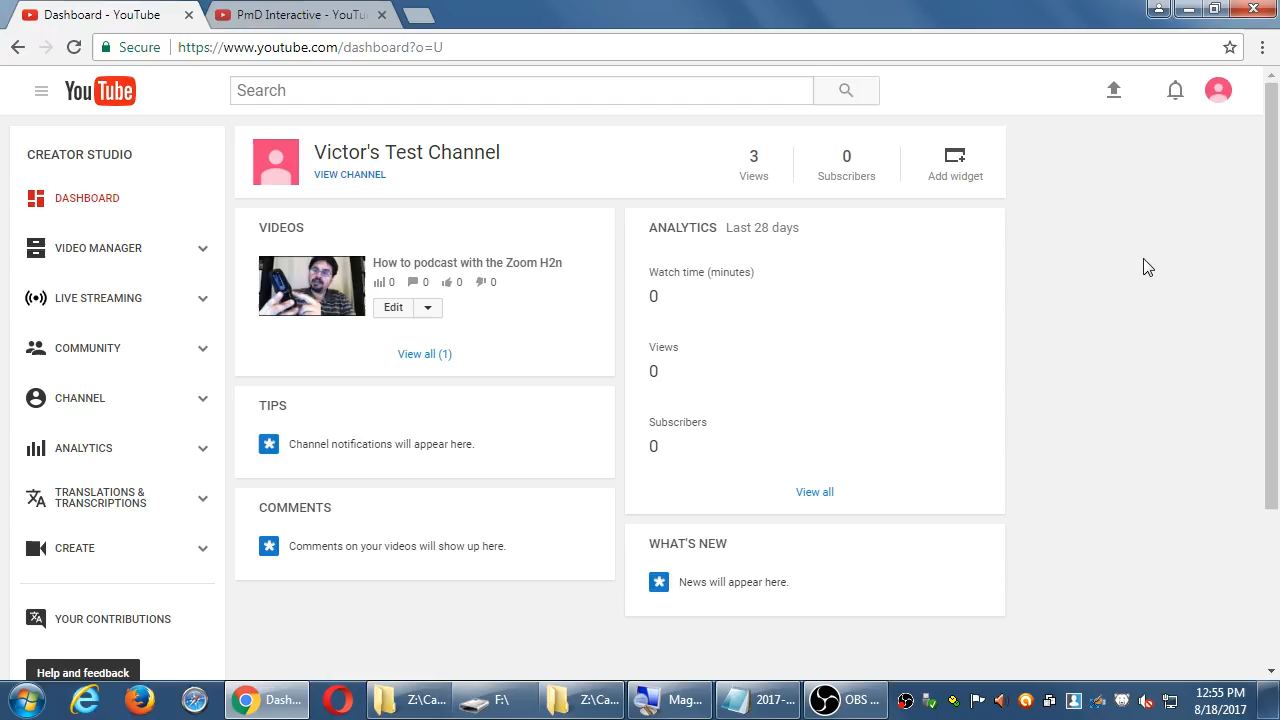 Dashboard - YouTube
PmD Interactive - YouTu
Secure
https://www.youtube.com/dashboard?o=U
YouTube
Search
CREATOR STUDIO
DASHBOARD
VIDEO MANAGER
LIVE STREAMING
COMMUNITY
CHANNEL
ANALYTICS
TRANSLATIONS &
TRANSCRIPTIONS
CREATE
YOUR CONTRIBUTIONS
Help and feedback
Victor's Test Channel
VIEW CHANNEL
3
Views
0
Subscribers
Add widget
VIDEOS
How to podcast with the Zoom H2n
0 0 0 0
Edit
View all (1)
TIPS
Channel notifications will appear here.
COMMENTS
Comments on your videos will show up here.
ANALYTICS Last 28 days
Watch time (minutes)
0
Views
0
Subscribers
0
View all
WHAT'S NEW
News will appear here.
Dash...
Z:\Ca...
F:\
Z:\Ca...
Mag...
2017-...
OBS ...
12:55 PM
8/18/2017